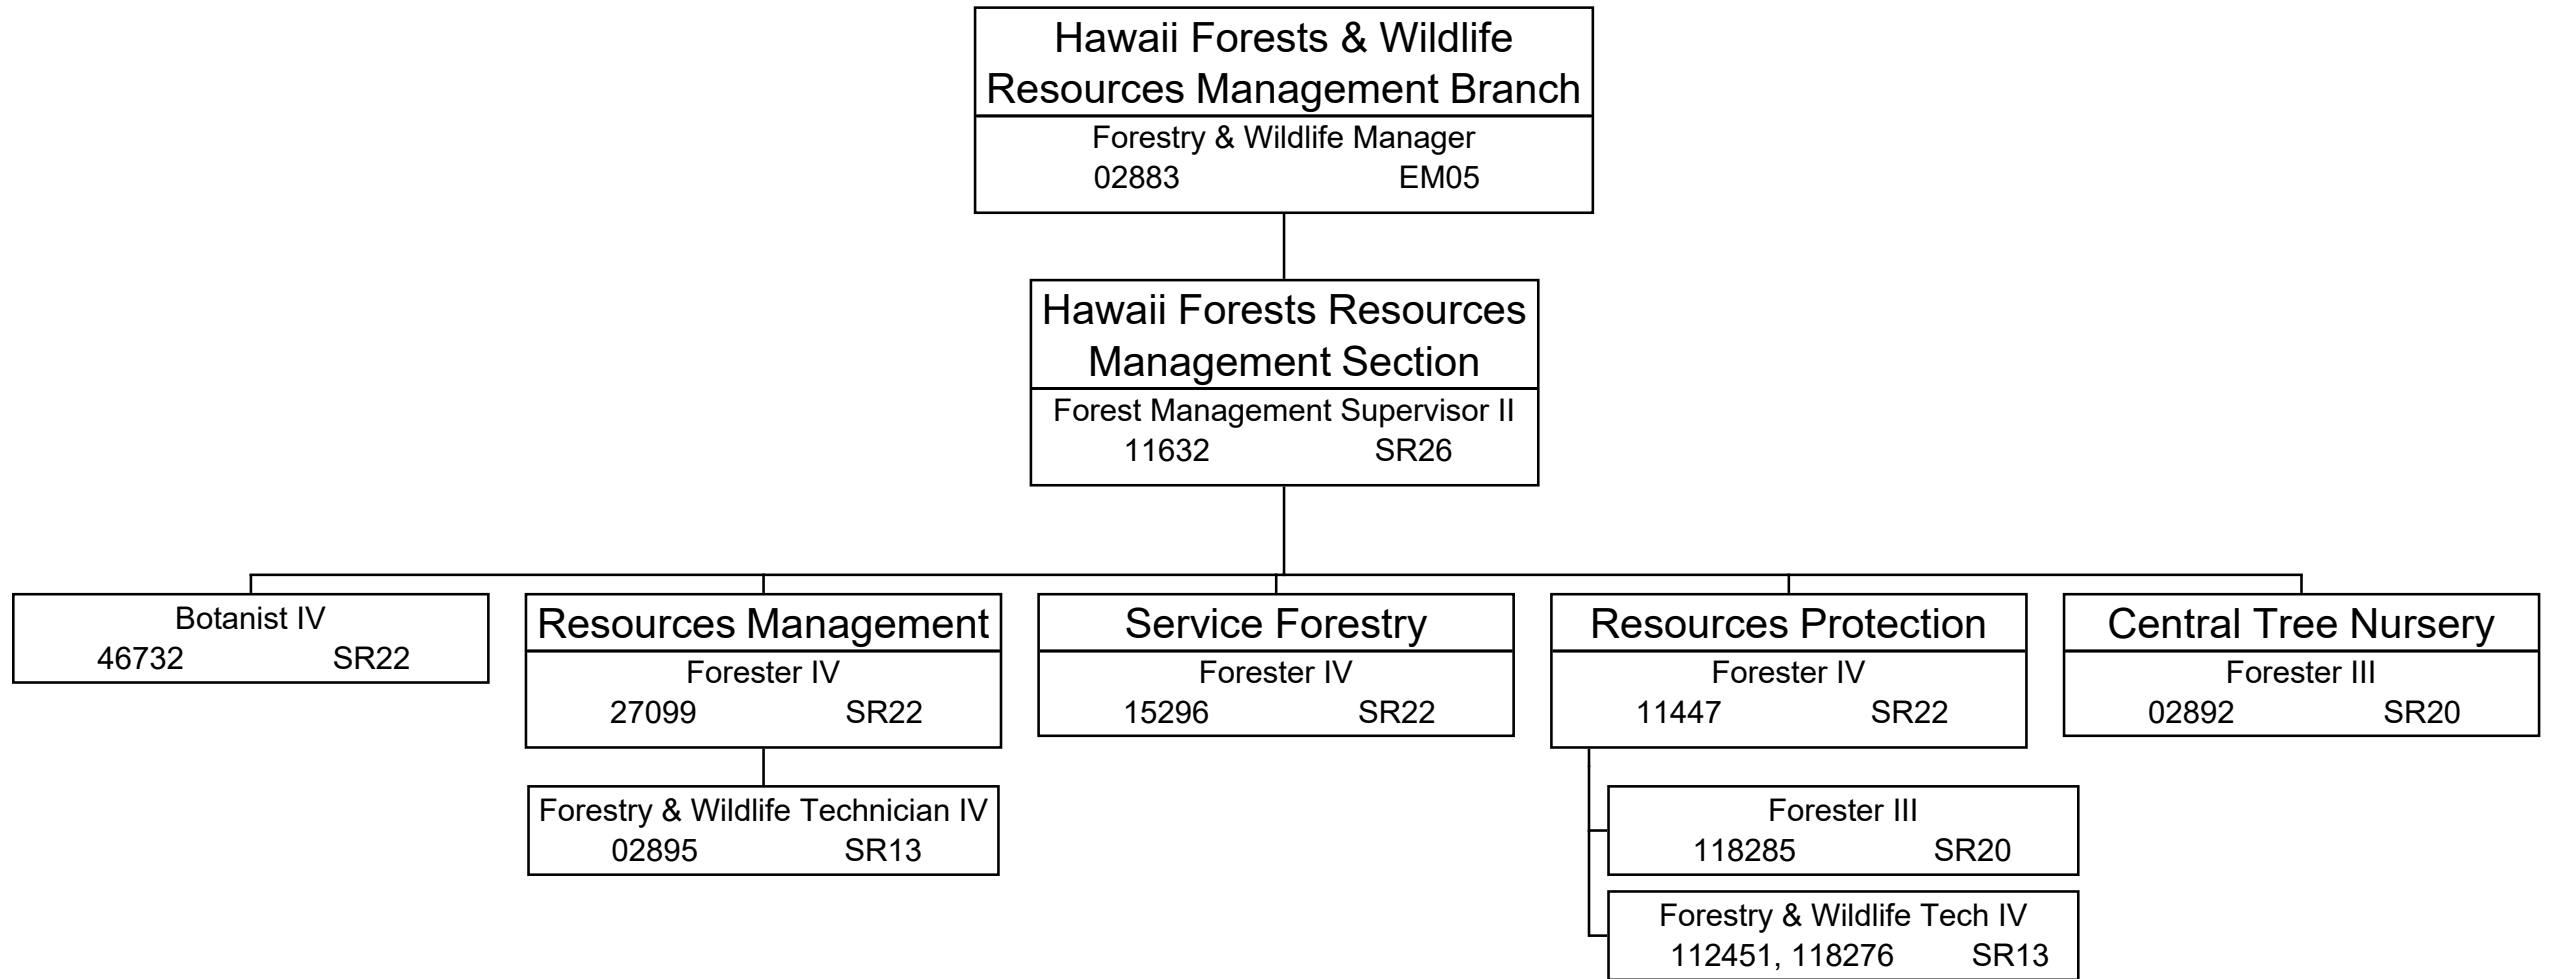 Hawaii Forests & Wildlife
Resources Management Branch
Forestry & Wildlife Manager
02883 EM05
Hawaii Forests Resources
Management Section
Forest Management Supervisor II
11632 SR26
Botanist IV
46732 SR22
Resources Management
Forester IV
27099 SR22
Forestry & Wildlife Technician IV
02895 SR13
Service Forestry
Forester IV
15296 SR22
Resources Protection
Forester IV
11447 SR22
Forester III
118285 SR20
Forestry & Wildlife Tech IV
112451, 118276 SR13
Central Tree Nursery
Forester III
02892 SR20